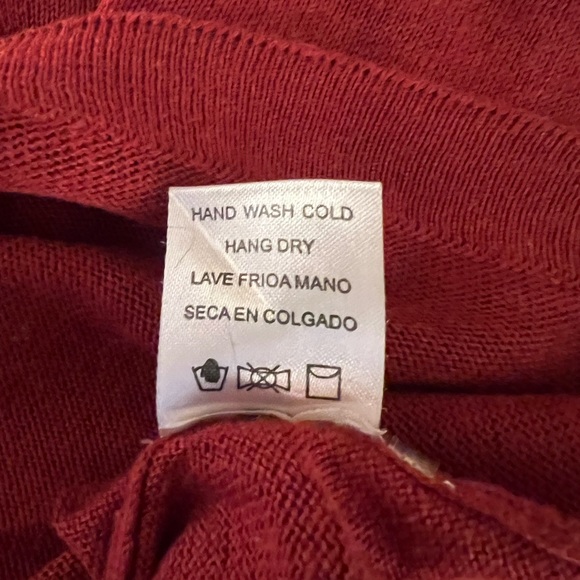 HAND WASH COLD
HANG DRY
LAVE FRIOA MANO
SECA EN COLGADO